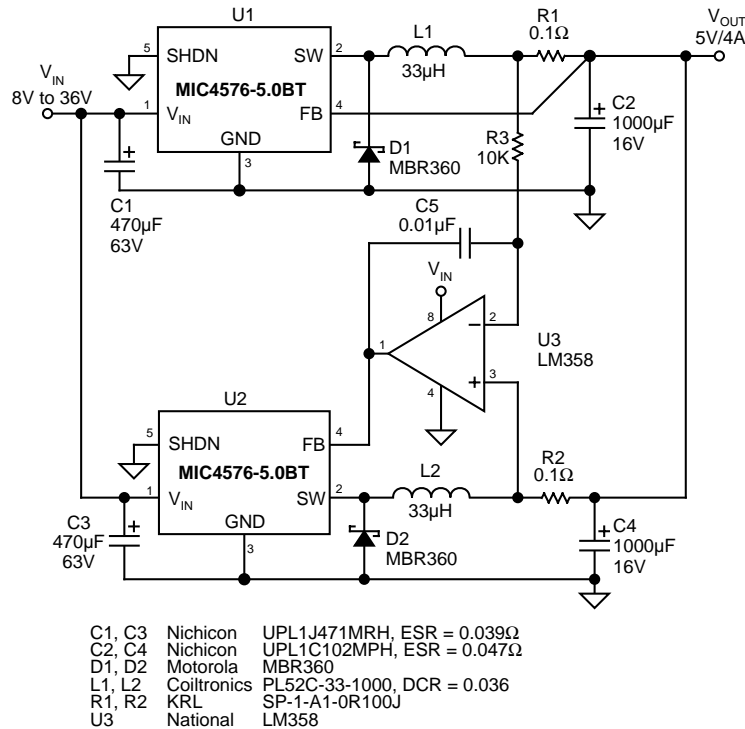 U1
5 SHDN
SW 2
MIC4576-5.0BT
1 VIN
FB 4
GND
3
VIN
8V to 36V
L1
33µH
R1
0.1Ω
VOUT
5V/4A
C2
1000µF
16V
R3
10K
D1
MBR360
C1
470µF
63V
C5
0.01µF
VIN
8
2
1
3
4
U3
LM358
U2
5 SHDN
FB 4
MIC4576-5.0BT
1 VIN
SW 2
GND
3
L2
33µH
R2
0.1Ω
D2
MBR360
C3
470µF
63V
C4
1000µF
16V
C1, C3 Nichicon UPL1J471MRH, ESR = 0.039Ω
C2, C4 Nichicon UPL1C102MPH, ESR = 0.047Ω
D1, D2 Motorola MBR360
L1, L2 Coiltronics PL52C-33-1000, DCR = 0.036
R1, R2 KRL SP-1-A1-0R100J
U3 National LM358